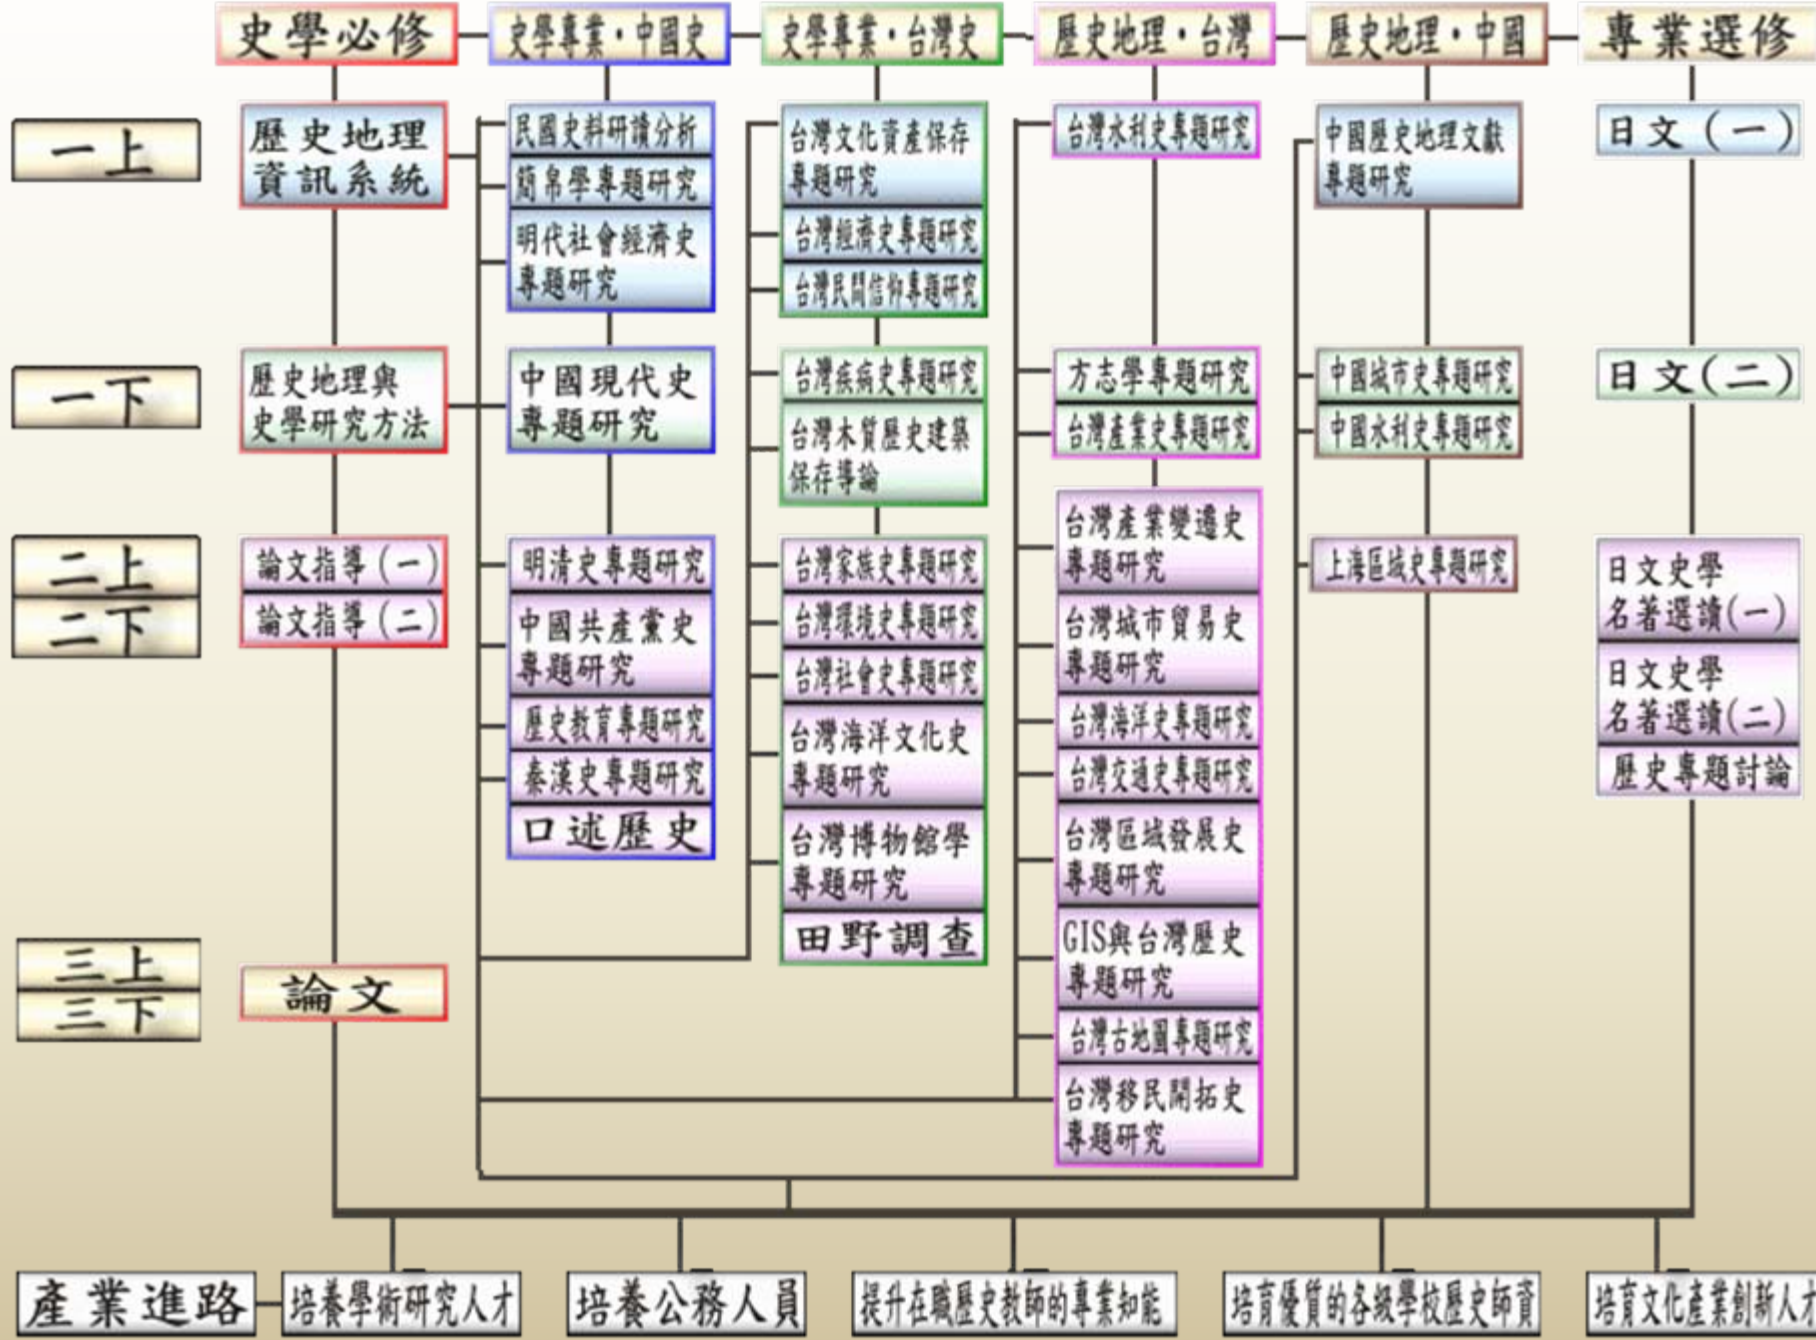 史學必修
史學專業・中國史
史學專業・台灣史
歷史地理・台灣
歷史地理・中國
專業選修
一上
歷史地理
資訊系統
民國史料研讀分析
簡帛學專題研究
明代社會經濟史
專題研究
台灣文化資產保存
專題研究
台灣經濟史專題研究
台灣民間信仰專題研究
台灣水利史專題研究
中國歷史地理文獻
專題研究
日文(一)
一下
歷史地理與
史學研究方法
中國現代史
專題研究
台灣疾病史專題研究
台灣木質歷史建築
保存導論
方志學專題研究
台灣產業史專題研究
中國城市史專題研究
中國水利史專題研究
日文(二)
二上
二下
論文指導(一)
論文指導(二)
明清史專題研究
中國共產黨史
專題研究
歷史教育專題研究
秦漢史專題研究
口述歷史
台灣家族史專題研究
台灣環境史專題研究
台灣社會史專題研究
台灣海洋文化史
專題研究
台灣博物館學
專題研究
田野調查
台灣產業變遷史
專題研究
台灣城市貿易史
專題研究
台灣海洋史專題研究
台灣交通史專題研究
台灣區域發展史
專題研究
GIS與台灣歷史
專題研究
台灣古地圖專題研究
台灣移民開拓史
專題研究
上海區域史專題研究
日文史學
名著選讀(一)
日文史學
名著選讀(二)
歷史專題討論
三上
三下
論文
產業進路
培養學術研究人才
培養公務人員
提升在職歷史教師的專業知能
培育優質的各級學校歷史師資
培育文化產業創新人才